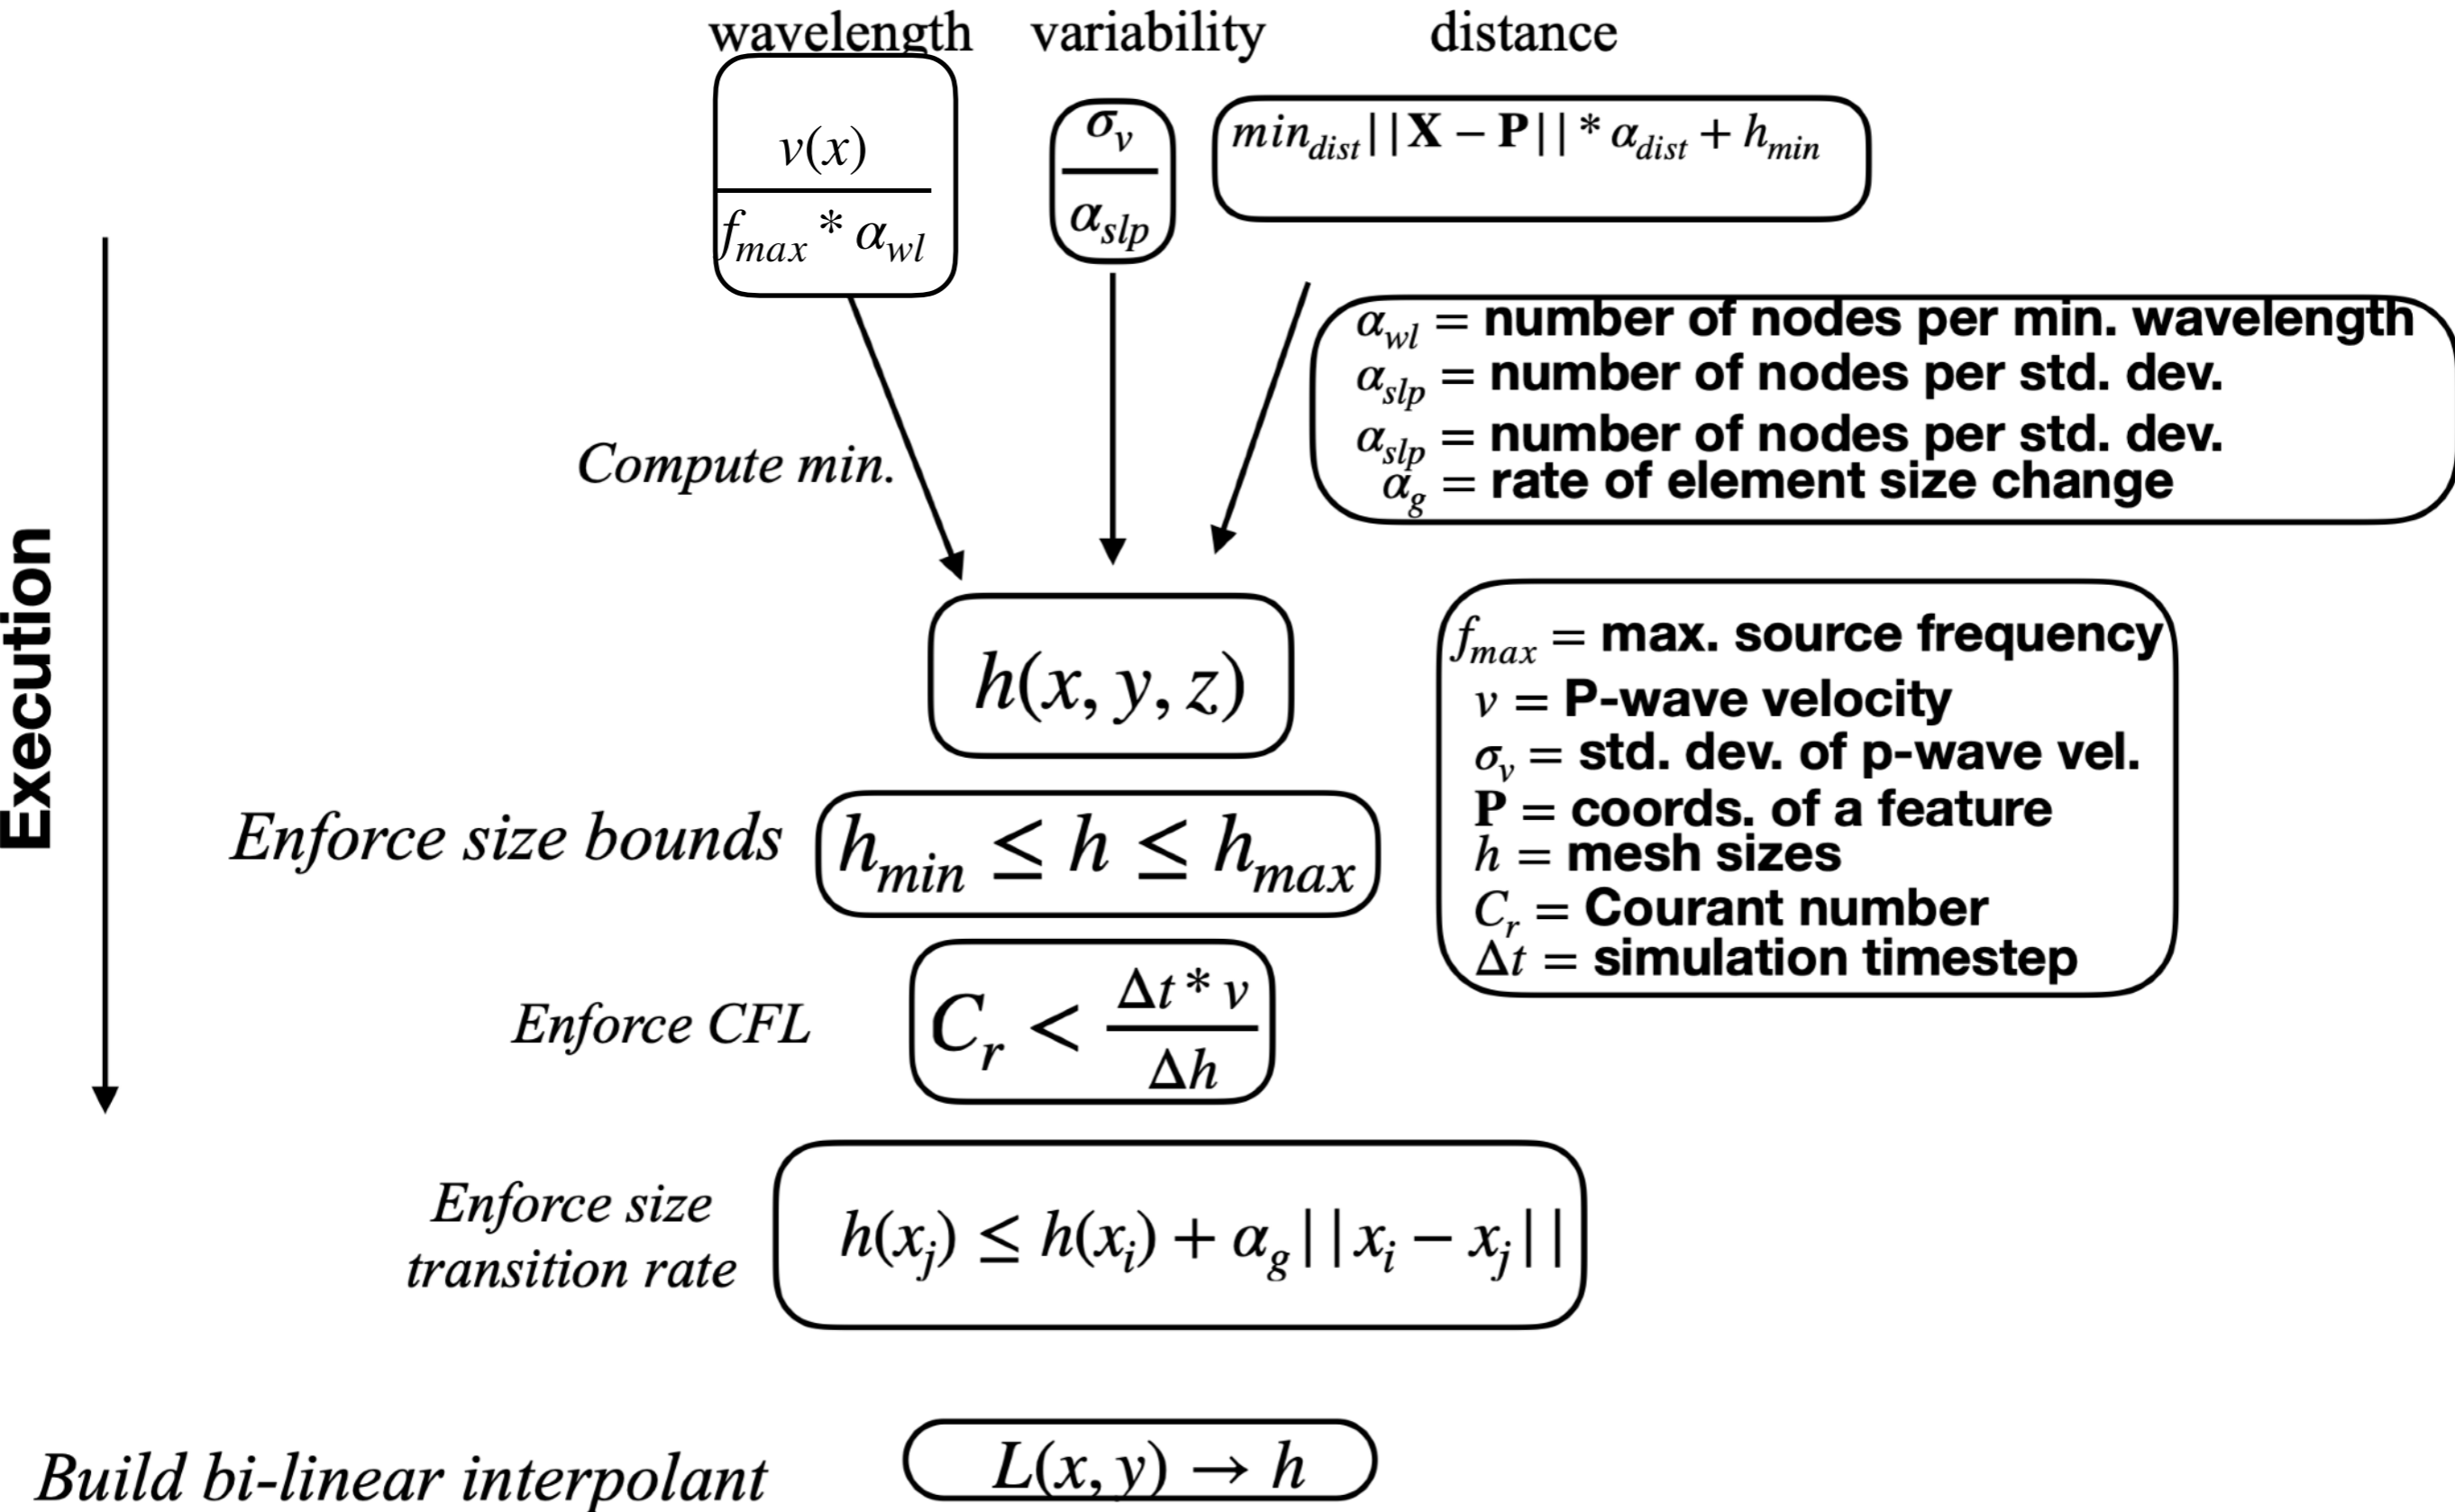 wavelength variability distance
v(x) / f_max * α_wl
σ_v / α_slp
min_dist||X − P|| * α_dist + h_min
α_wl = number of nodes per min. wavelength
α_slp = number of nodes per std. dev.
α_slp = number of nodes per std. dev.
α_g = rate of element size change
Compute min.
Execution
h(x, y, z)
f_max = max. source frequency
v = P-wave velocity
σ_v = std. dev. of p-wave vel.
P = coords. of a feature
h = mesh sizes
C_r = Courant number
Δt = simulation timestep
Enforce size bounds
h_min ≤ h ≤ h_max
Enforce CFL
C_r < Δt * v / Δh
Enforce size
transition rate
h(x_j) ≤ h(x_i) + α_g||x_i − x_j||
Build bi-linear interpolant
L(x, y) → h